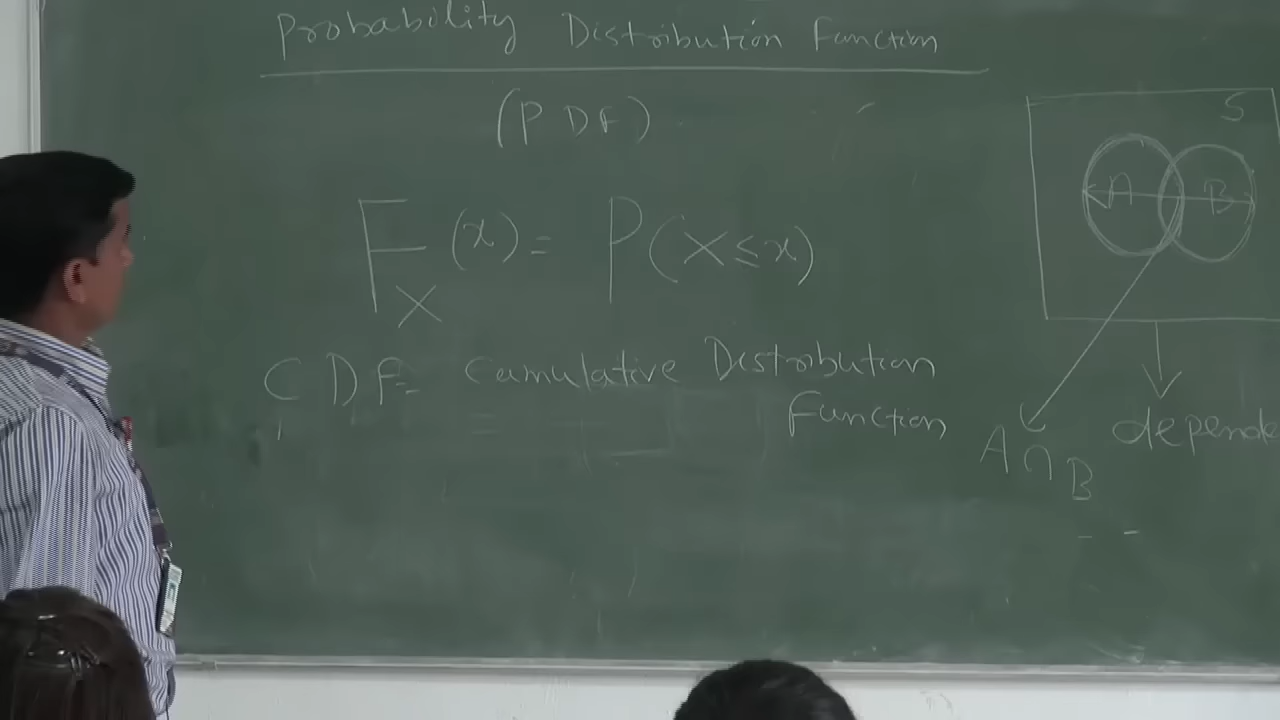 Probability Distribution Function
(PDF)
F_X (x) = P(X ≤ x)
CDF = Cumulative Distribution
Function
S
A B
A ∩ B
depende